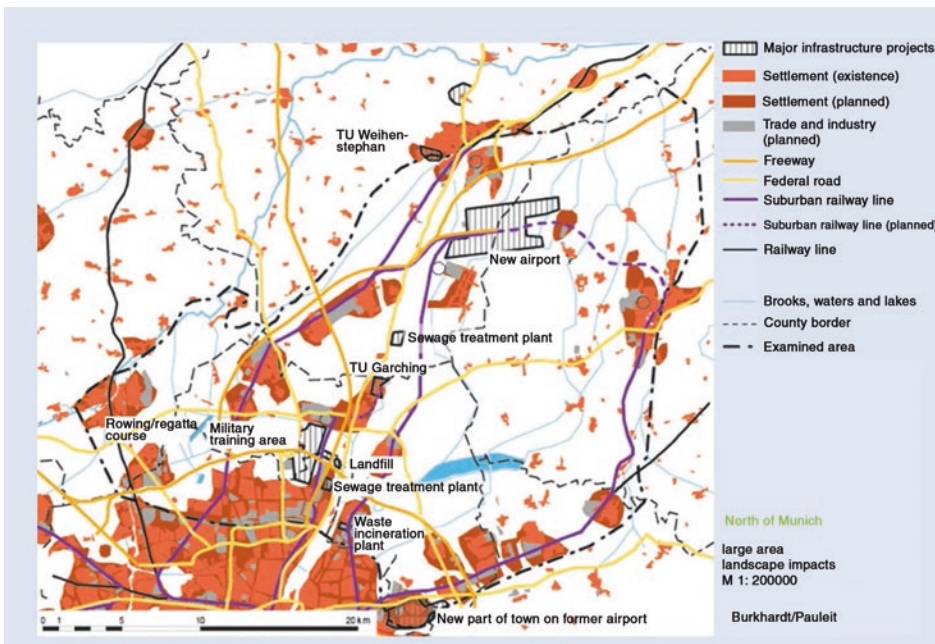 TU Weihen-
stephan
New airport
Sewage treatment plant
TU Garching
Rowing/regatta
course
Military
training area
Landfill
Sewage treatment plant
Waste
incineration
plant
New part of town on former airport
0 1 5 10 20 km
Major infrastructure projects
Settlement (existence)
Settlement (planned)
Trade and industry
(planned)
Freeway
Federal road
Suburban railway line
Suburban railway line (planned)
Railway line
Brooks, waters and lakes
County border
Examined area
North of Munich
large area
landscape impacts
M 1: 200000
Burkhardt/Pauleit